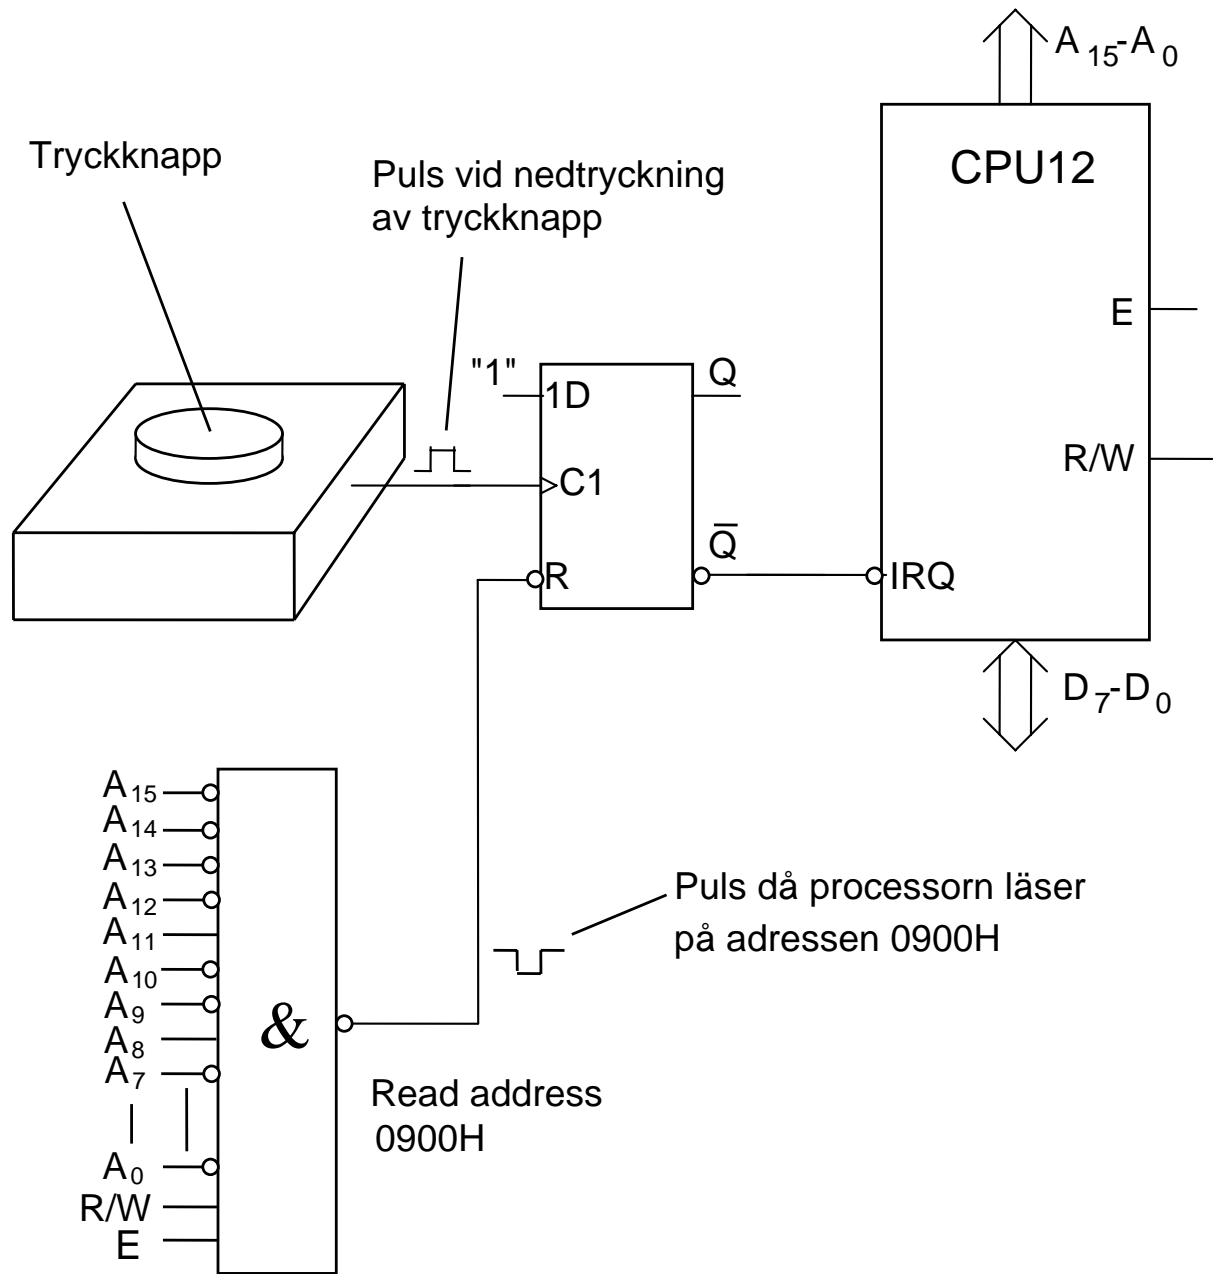 A15-A0
CPU12
Tryckknapp
Puls vid nedtryckning
av tryckknapp
E
"1"
1D
Q
R/W
C1
Q̅
R
IRQ
D7-D0
A15
A14
A13
A12
A11
A10
A9
A8
A7
A0
R/W
E
&
Puls då processorn läser
på adressen 0900H
Read address
0900H